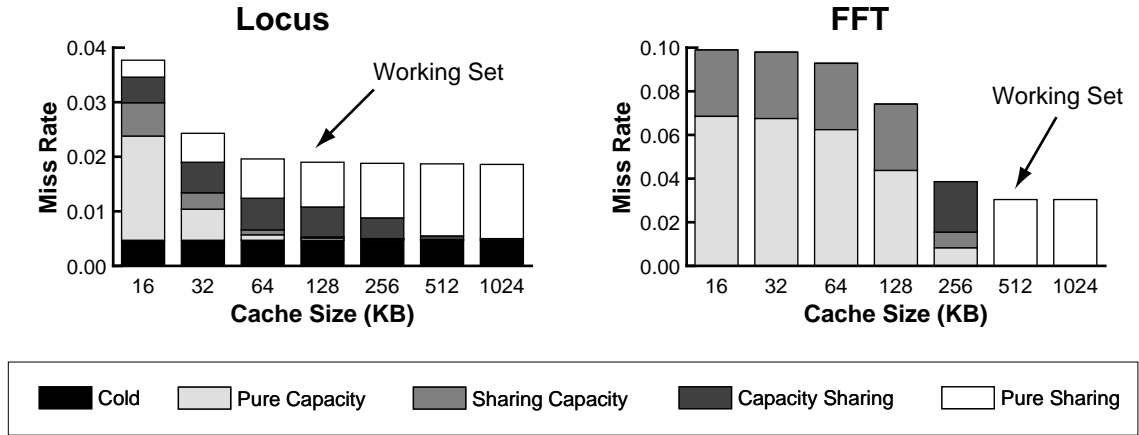 Locus
Miss Rate
0.04
0.03
0.02
0.01
0.00
Working Set
16 32 64 128 256 512 1024
Cache Size (KB)
FFT
Miss Rate
0.10
0.08
0.06
0.04
0.02
0.00
Working Set
16 32 64 128 256 512 1024
Cache Size (KB)
Cold Pure Capacity Sharing Capacity Capacity Sharing Pure Sharing